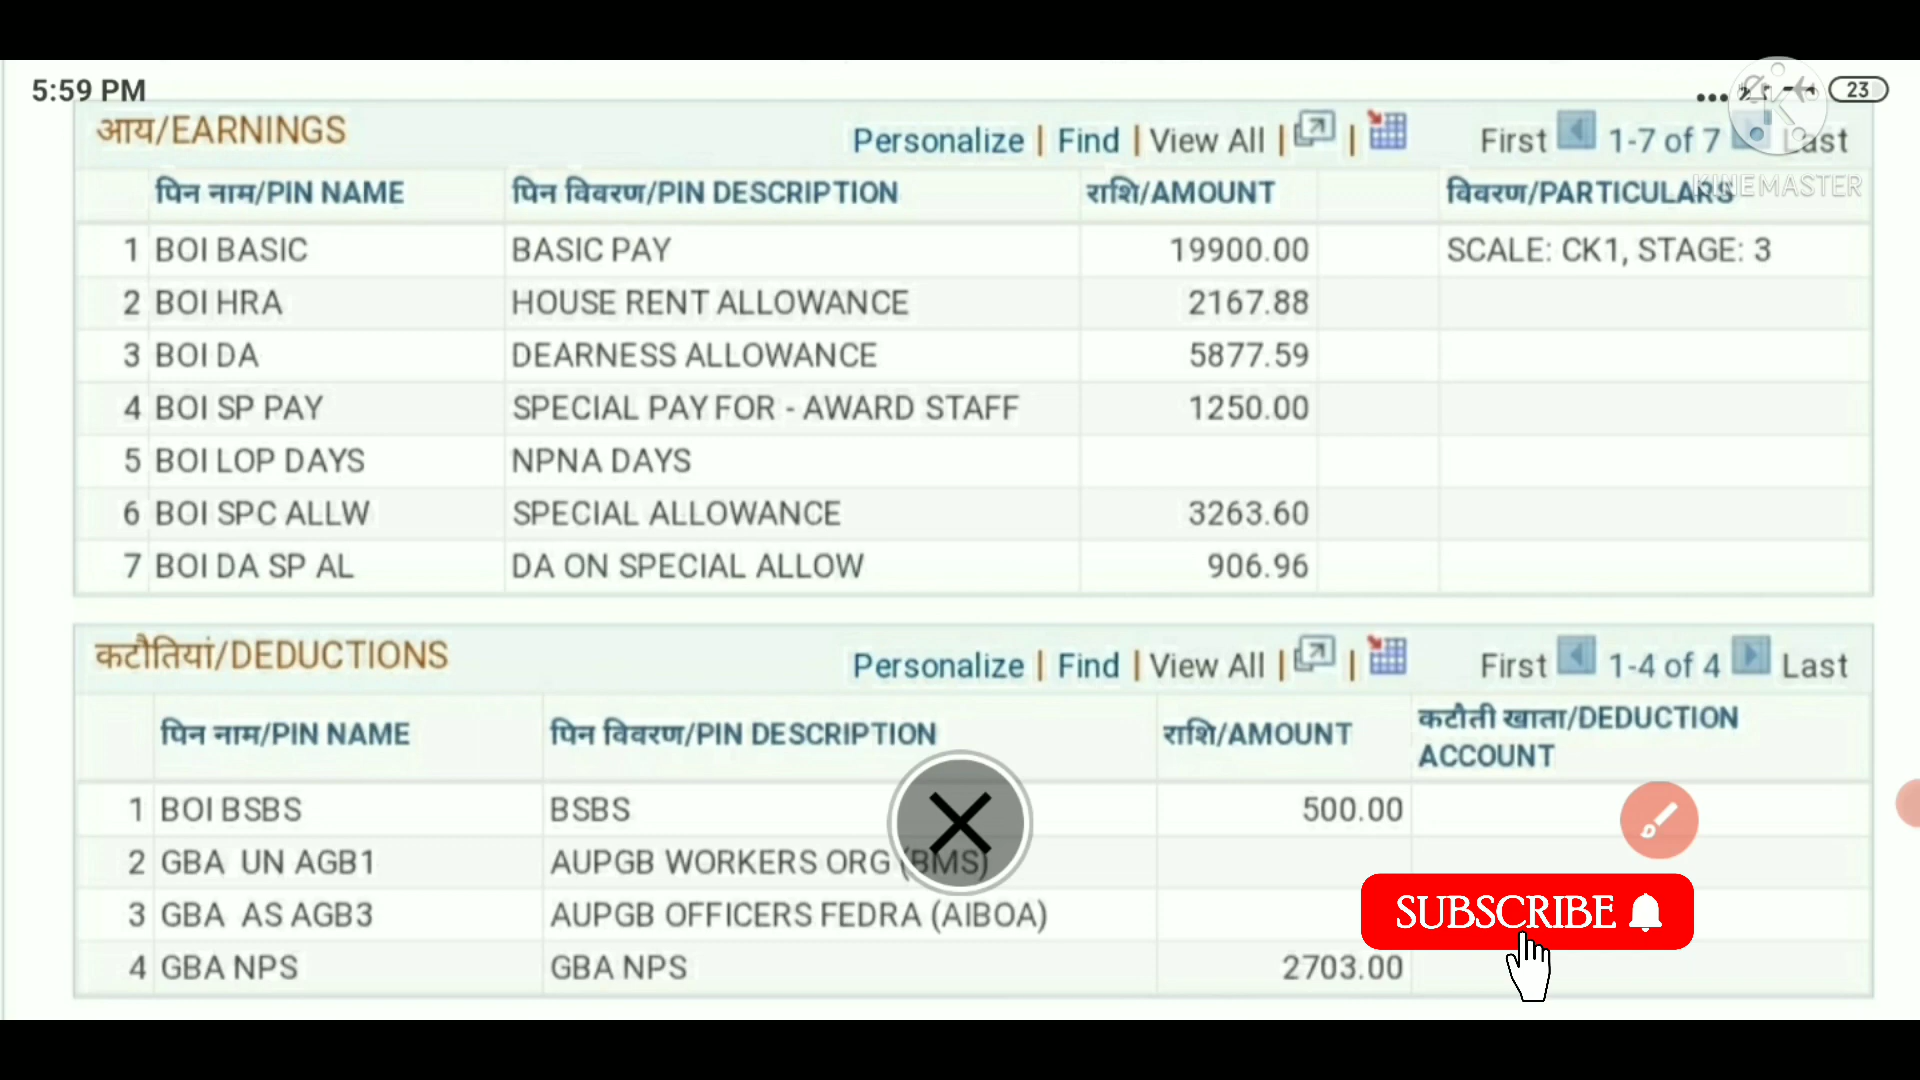 5:59 PM
23
आय/EARNINGS Personalize | Find | View All | | First 1-7 of 7 Last
KINEMASTER
पिन नाम/PIN NAME पिन विवरण/PIN DESCRIPTION राशि/AMOUNT विवरण/PARTICULARS
1 BOI BASIC BASIC PAY 19900.00 SCALE: CK1, STAGE: 3
2 BOI HRA HOUSE RENT ALLOWANCE 2167.88
3 BOI DA DEARNESS ALLOWANCE 5877.59
4 BOI SP PAY SPECIAL PAY FOR - AWARD STAFF 1250.00
5 BOI LOP DAYS NPNA DAYS
6 BOI SPC ALLW SPECIAL ALLOWANCE 3263.60
7 BOI DA SP AL DA ON SPECIAL ALLOW 906.96
कटौतियां/DEDUCTIONS Personalize | Find | View All | | First 1-4 of 4 Last
पिन नाम/PIN NAME पिन विवरण/PIN DESCRIPTION राशि/AMOUNT कटौती खाता/DEDUCTION
ACCOUNT
1 BOI BSBS BSBS 500.00
2 GBA UN AGB1 AUPGB WORKERS ORG (BMS)
3 GBA AS AGB3 AUPGB OFFICERS FEDRA (AIBOA)
SUBSCRIBE
4 GBA NPS GBA NPS 2703.00